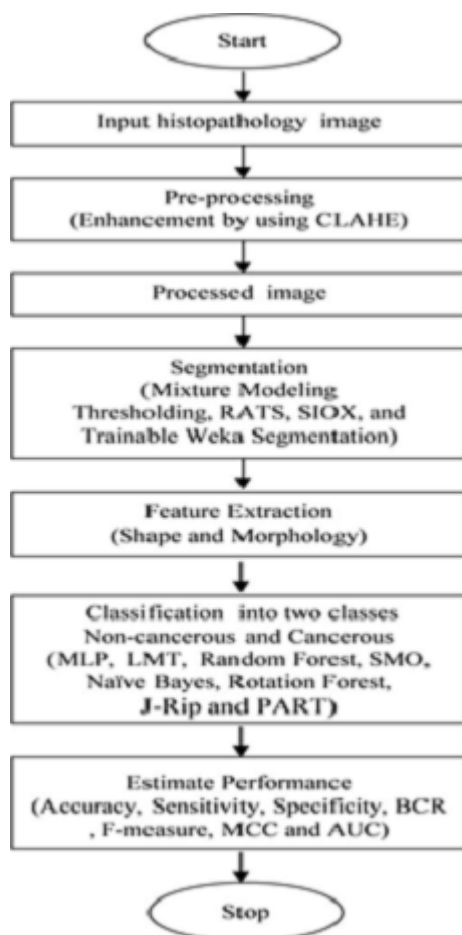 Start
Input histopathology image
Pre-processing
(Enhancement by using CLAHE)
Processed image
Segmentation
(Mixture Modeling
Thresholding, RATS, SIOX, and
Trainable Weka Segmentation)
Feature Extraction
(Shape and Morphology)
Classification into two classes
Non-cancerous and Cancerous
(MLP, LMT, Random Forest, SMO,
Naïve Bayes, Rotation Forest,
J-Rip and PART)
Estimate Performance
(Accuracy, Sensitivity, Specificity, BCR
, F-measure, MCC and AUC)
Stop